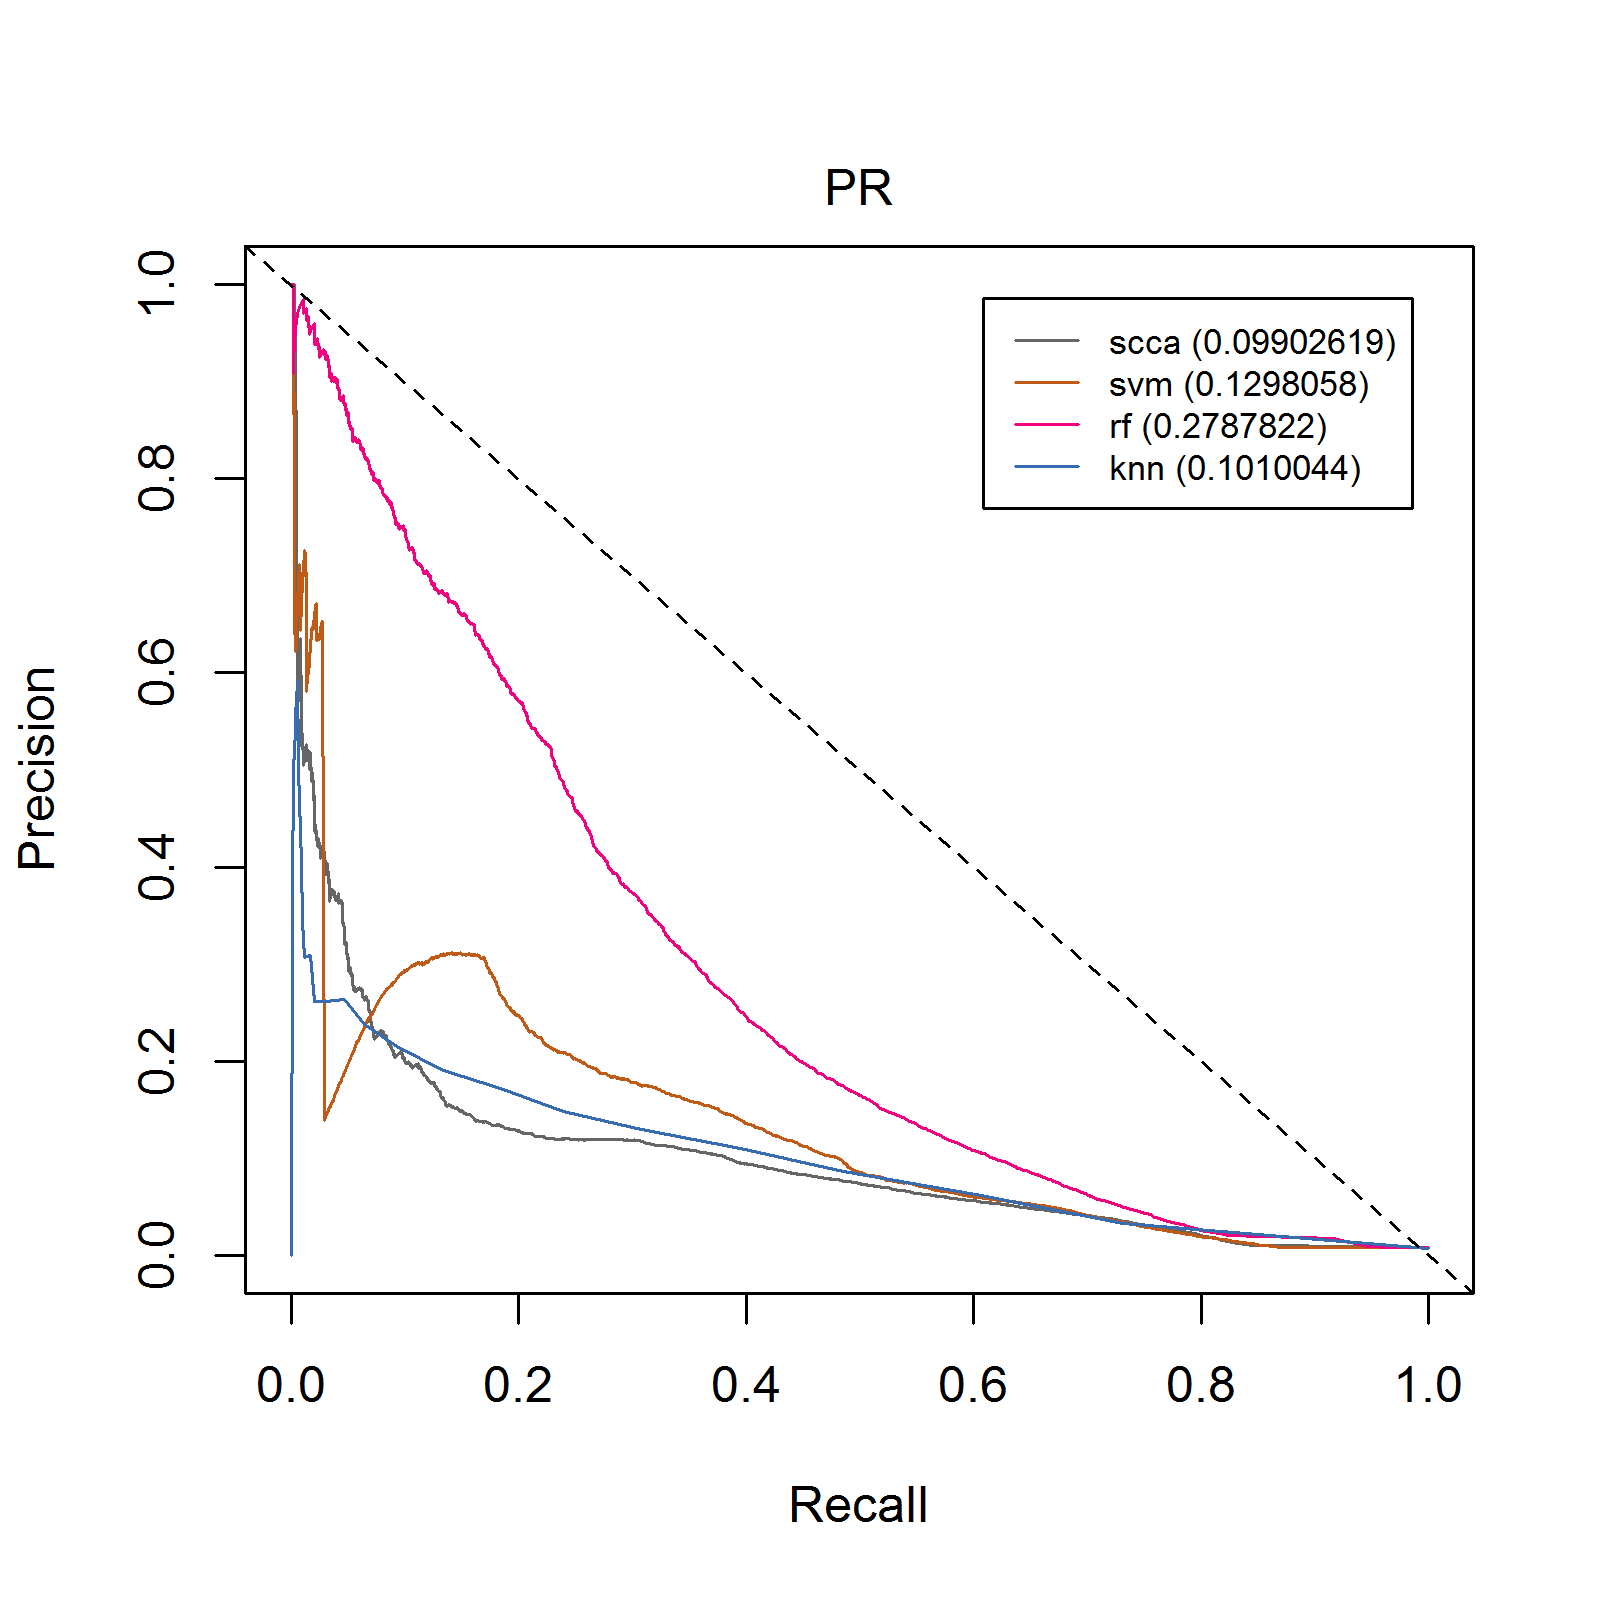 PR
scca (0.09902619)
svm (0.1298058)
rf (0.2787822)
knn (0.1010044)
Precision
1.0
0.8
0.6
0.4
0.2
0.0
0.0 0.2 0.4 0.6 0.8 1.0
Recall